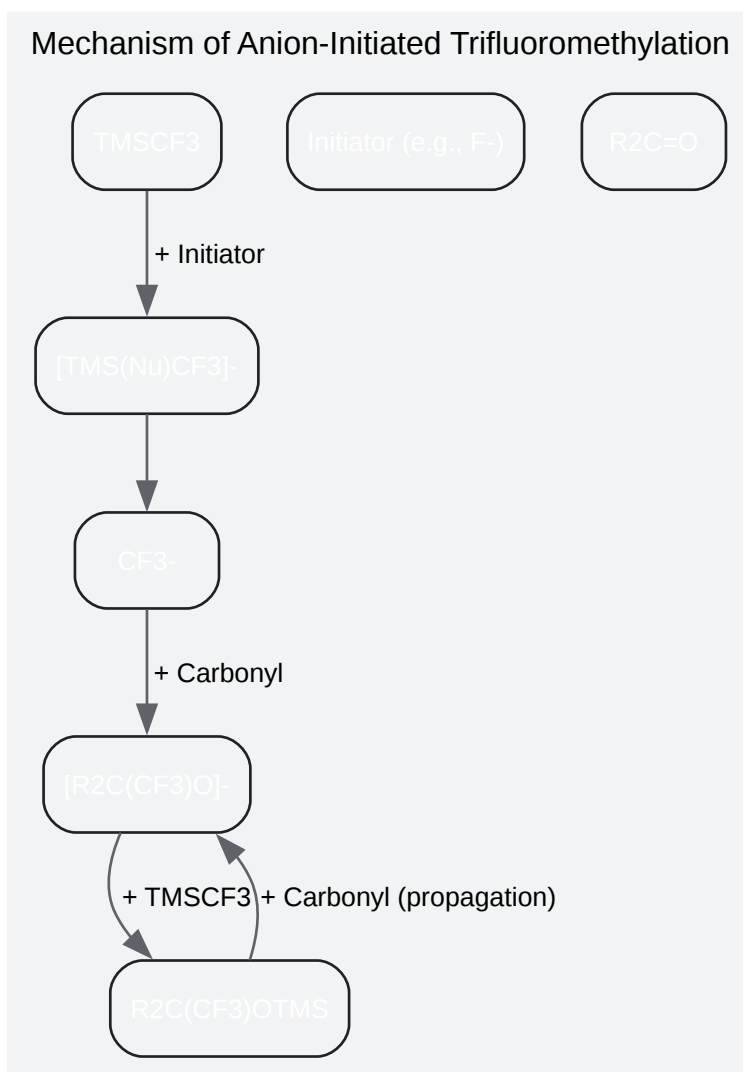 Mechanism of Anion-Initiated Trifluoromethylation
TMSCF3
Initiator (e.g., F-)
R2C=O
+ Initiator
[TMS(Nu)CF3]-
CF3-
+ Carbonyl
[R2C(CF3)O]-
+ TMSCF3
+ Carbonyl (propagation)
R2C(CF3)OTMS